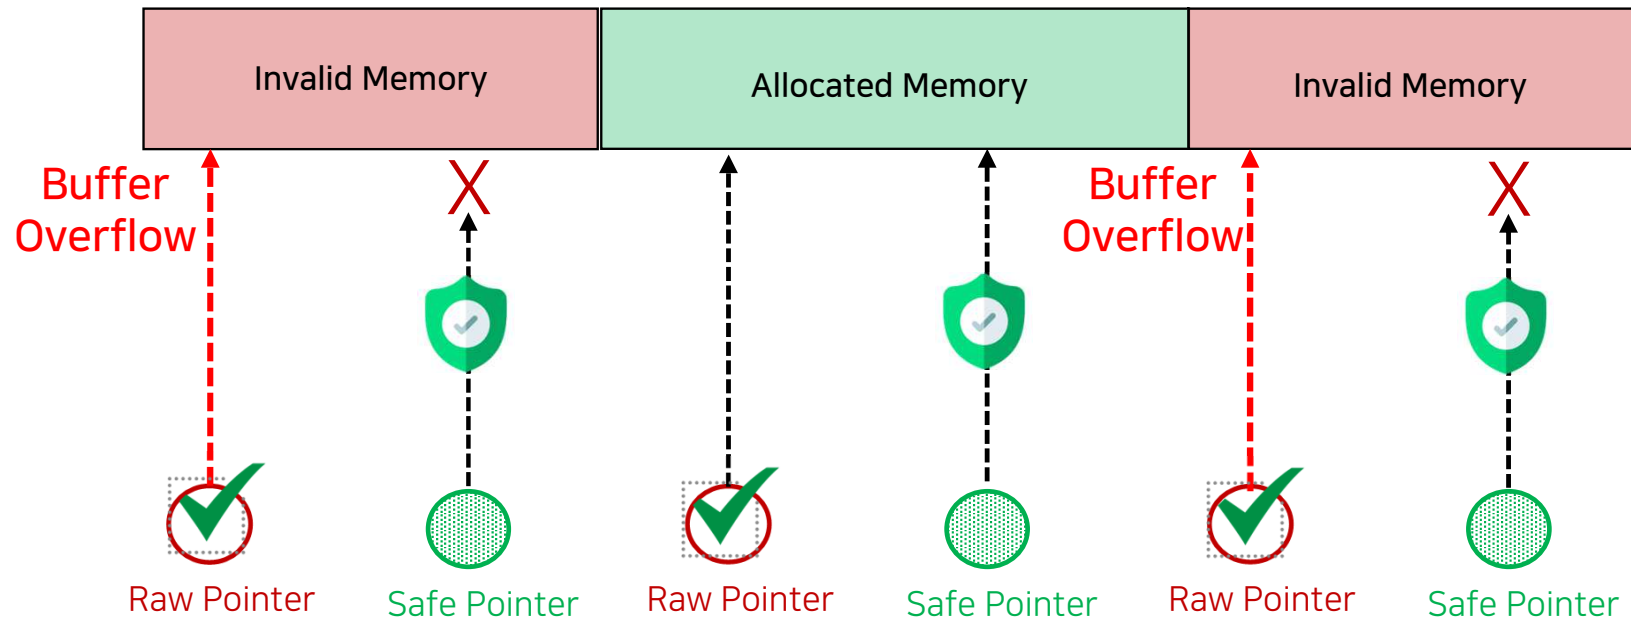 Invalid Memory
Allocated Memory
Invalid Memory
Buffer
Overflow
X
Buffer
Overflow
X
Raw Pointer
Safe Pointer
Raw Pointer
Safe Pointer
Raw Pointer
Safe Pointer